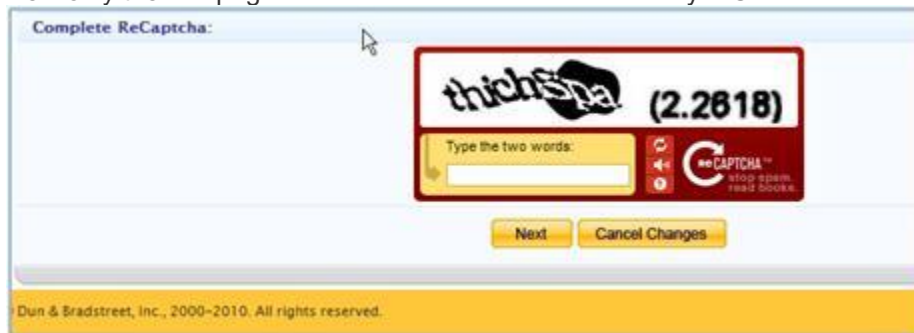 Complete ReCaptcha:
thichSpa (2.2618)
Type the two words:
reCAPTCHA™
stop spam.
read books.
Next Cancel Changes
Dun & Bradstreet, Inc., 2000-2010. All rights reserved.